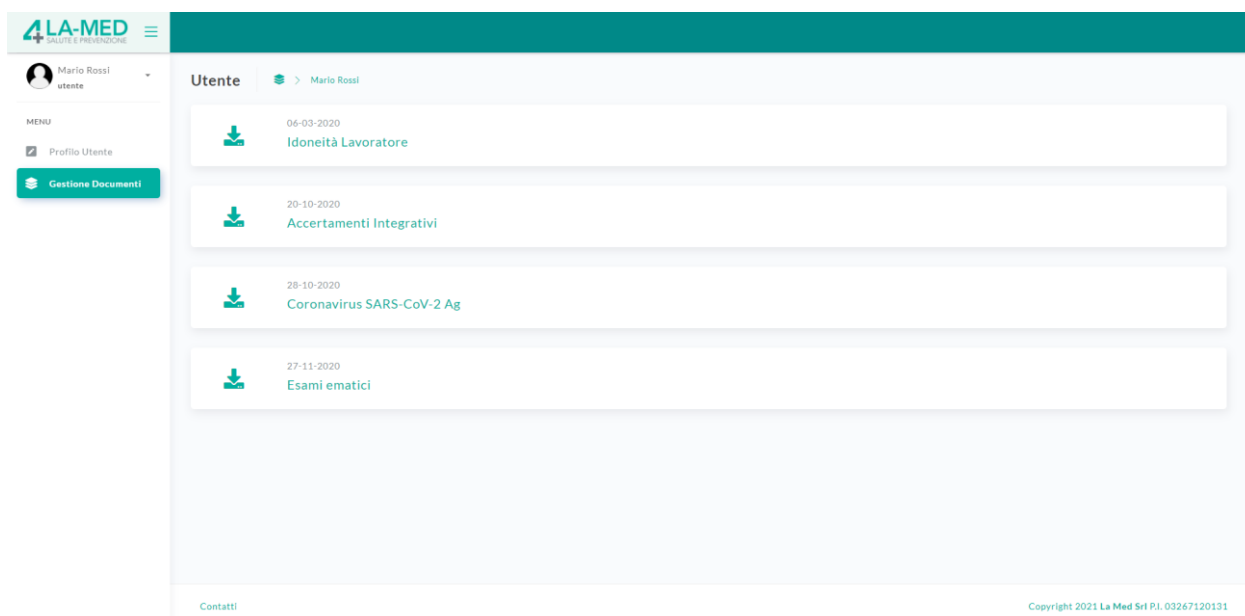 4LA-MED
SALUTE E PREVENZIONE
Mario Rossi
utente
MENU
Profilo Utente
Gestione Documenti
Utente
> Mario Rossi
06-03-2020
Idoneità Lavoratore
20-10-2020
Accertamenti Integrativi
28-10-2020
Coronavirus SARS-CoV-2 Ag
27-11-2020
Esami ematici
Contatti
Copyright 2021 La Med Srl P.I. 03267120131